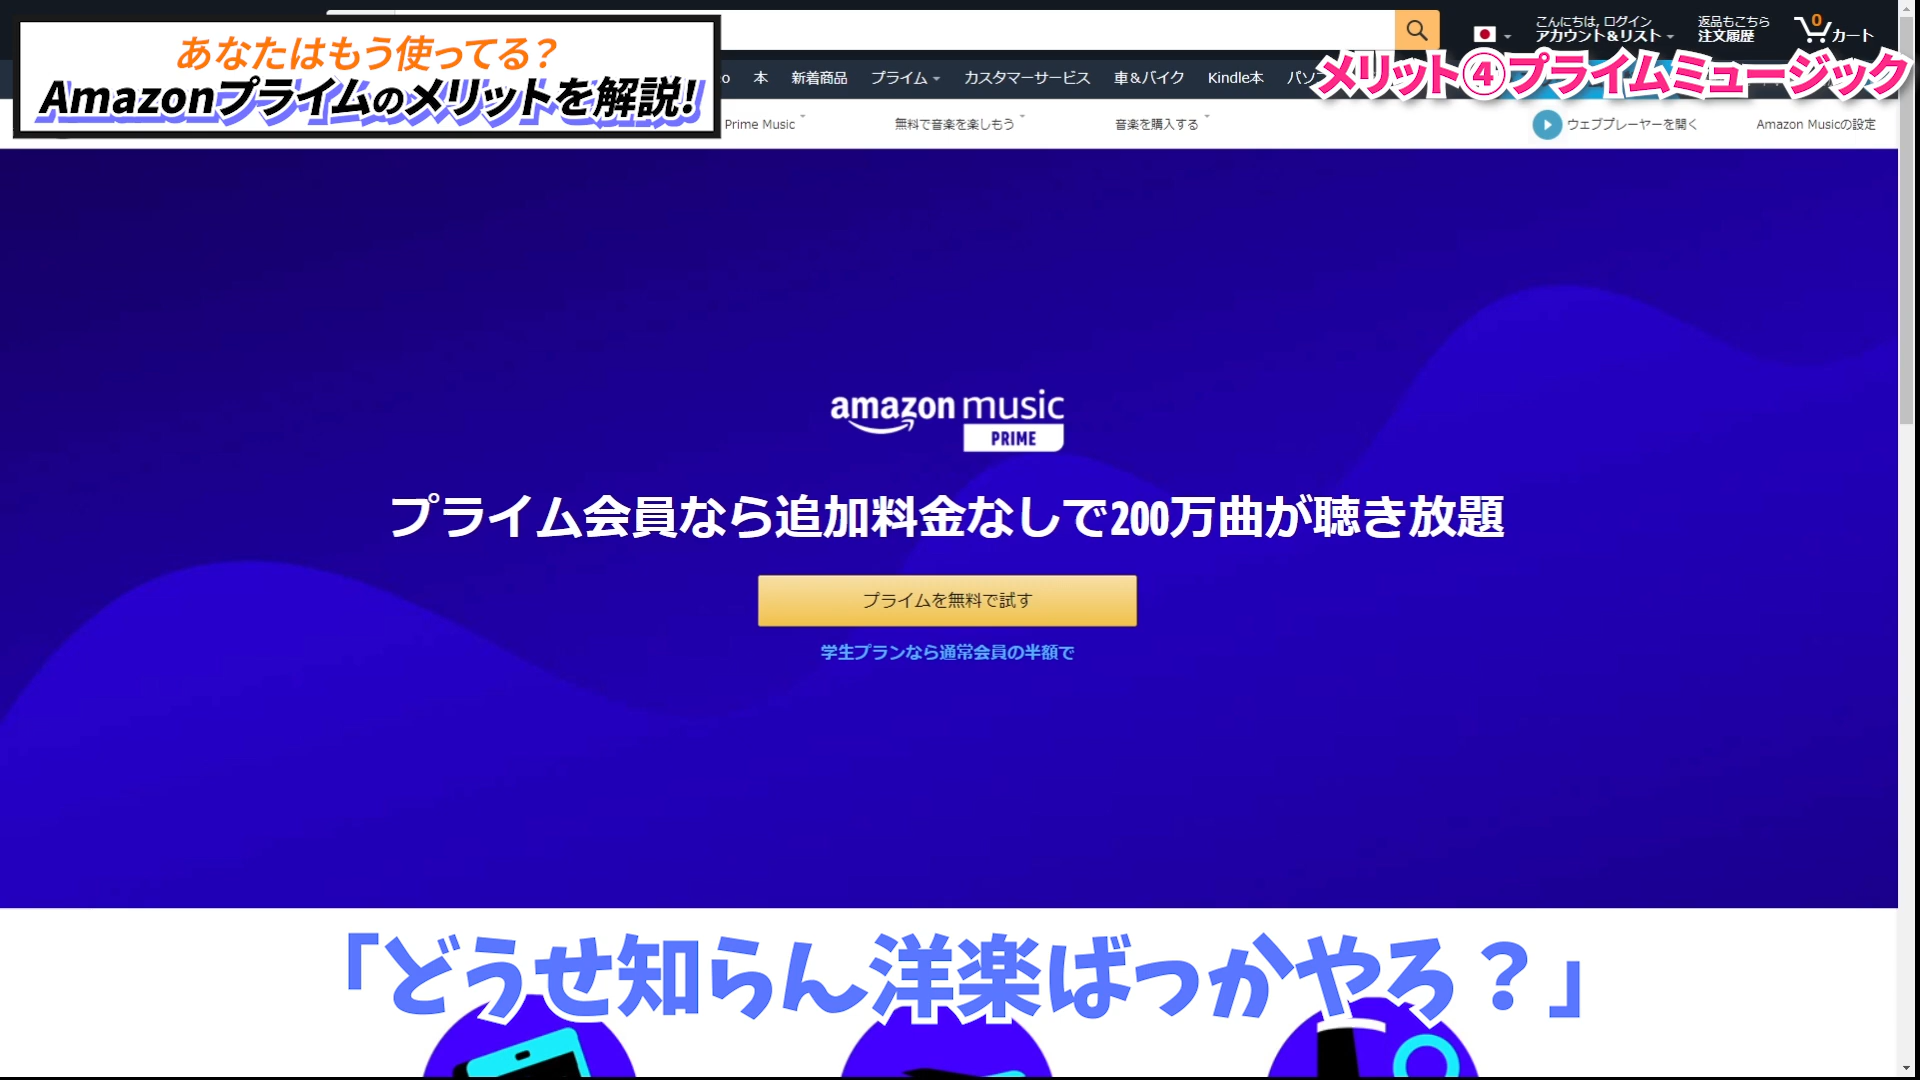 あなたはもう使ってる？
Amazonプライムのメリットを解説!
メリット④プライムミュージック
こんにちは, ログイン
アカウント&リスト
返品もこちら
注文履歴
0
カート
本
新着商品
プライム
カスタマーサービス
車&バイク
Kindle本
Prime Music
無料で音楽を楽しもう
音楽を購入する
ウェブプレーヤーを開く
Amazon Musicの設定
amazon music
PRIME
プライム会員なら追加料金なしで200万曲が聴き放題
プライムを無料で試す
学生プランなら通常会員の半額で
「どうせ知らん洋楽ばっかやろ？」